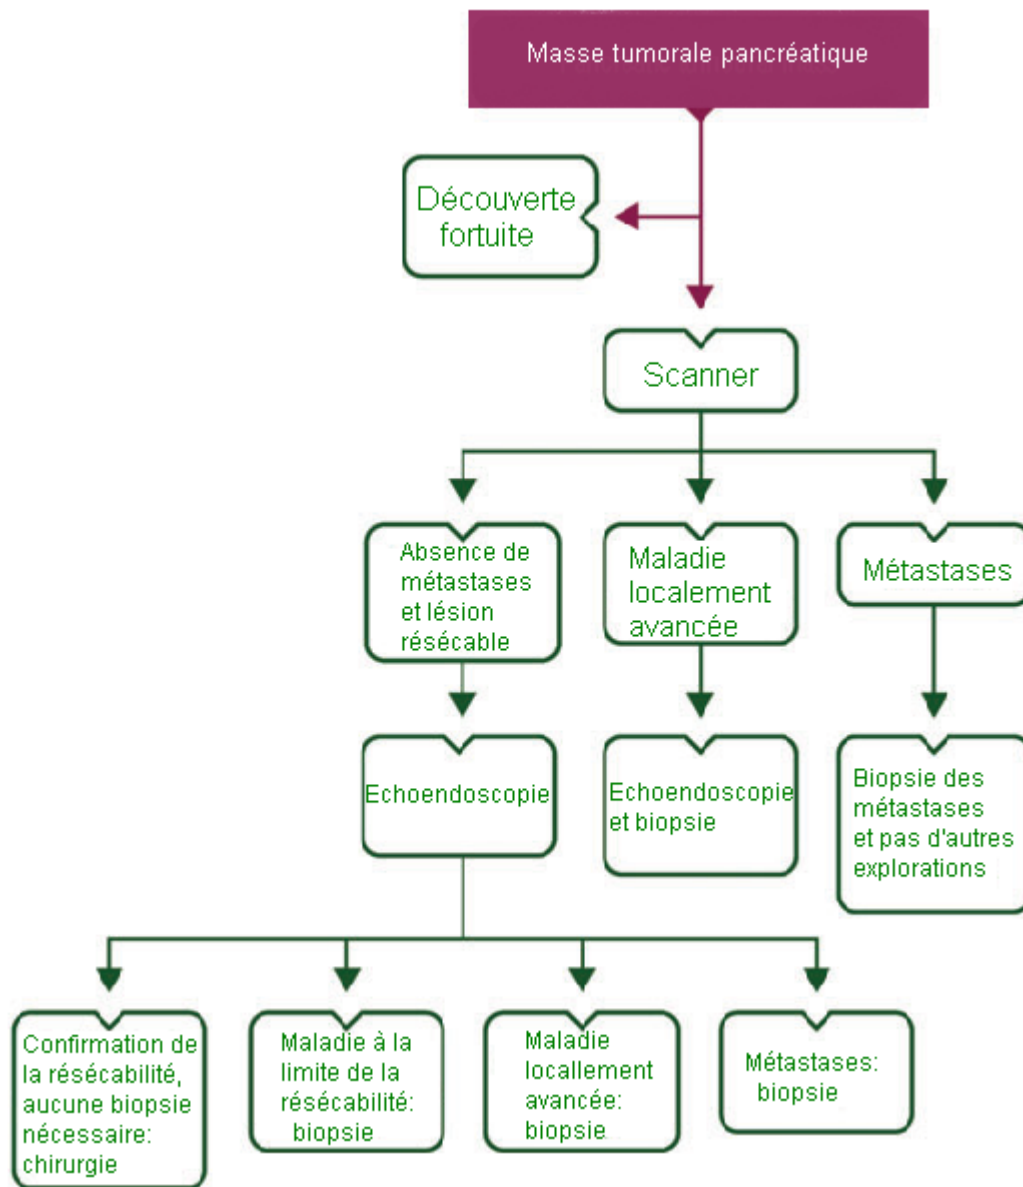 Masse tumorale pancréatique
Découverte
fortuite
Scanner
Absence de
métastases
et lésion
résécable
Maladie
localement
avancée
Métastases
Echoendoscopie
Echoendoscopie
et biopsie
Biopsie des
métastases
et pas d'autres
explorations
Confirmation de
la résécabilité,
aucune biopsie
nécessaire:
chirurgie
Maladie à la
limite de la
résécabilité:
biopsie
Maladie
locallement
avancée:
biopsie
Métastases:
biopsie